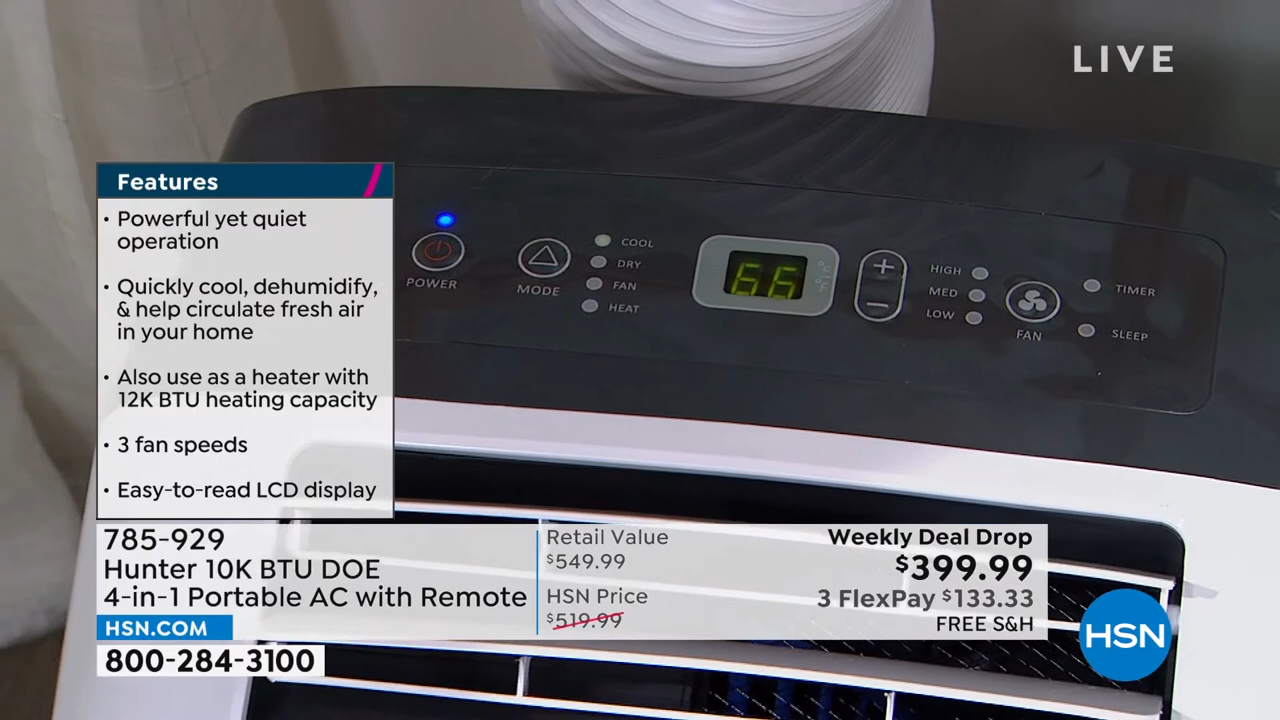 LIVE
Features
• Powerful yet quiet
operation
• Quickly cool, dehumidify,
& help circulate fresh air
in your home
• Also use as a heater with
12K BTU heating capacity
• 3 fan speeds
• Easy-to-read LCD display
POWER
MODE
COOL
DRY
FAN
HEAT
66
°C
°F
+
−
HIGH
MED
LOW
FAN
TIMER
SLEEP
785-929
Hunter 10K BTU DOE
4-in-1 Portable AC with Remote
HSN.COM
800-284-3100
Retail Value
$549.99
HSN Price
$519.99
Weekly Deal Drop
$399.99
3 FlexPay $133.33
FREE S&H
HSN